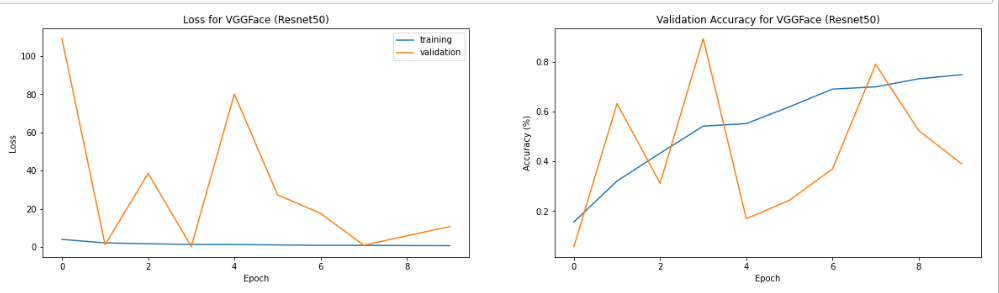 Loss for VGGFace (Resnet50)
training
validation
100
80
60
40
20
0
Loss
0
2
4
6
8
Epoch
Validation Accuracy for VGGFace (Resnet50)
0.8
0.6
0.4
0.2
Accuracy (%)
0
2
4
6
8
Epoch